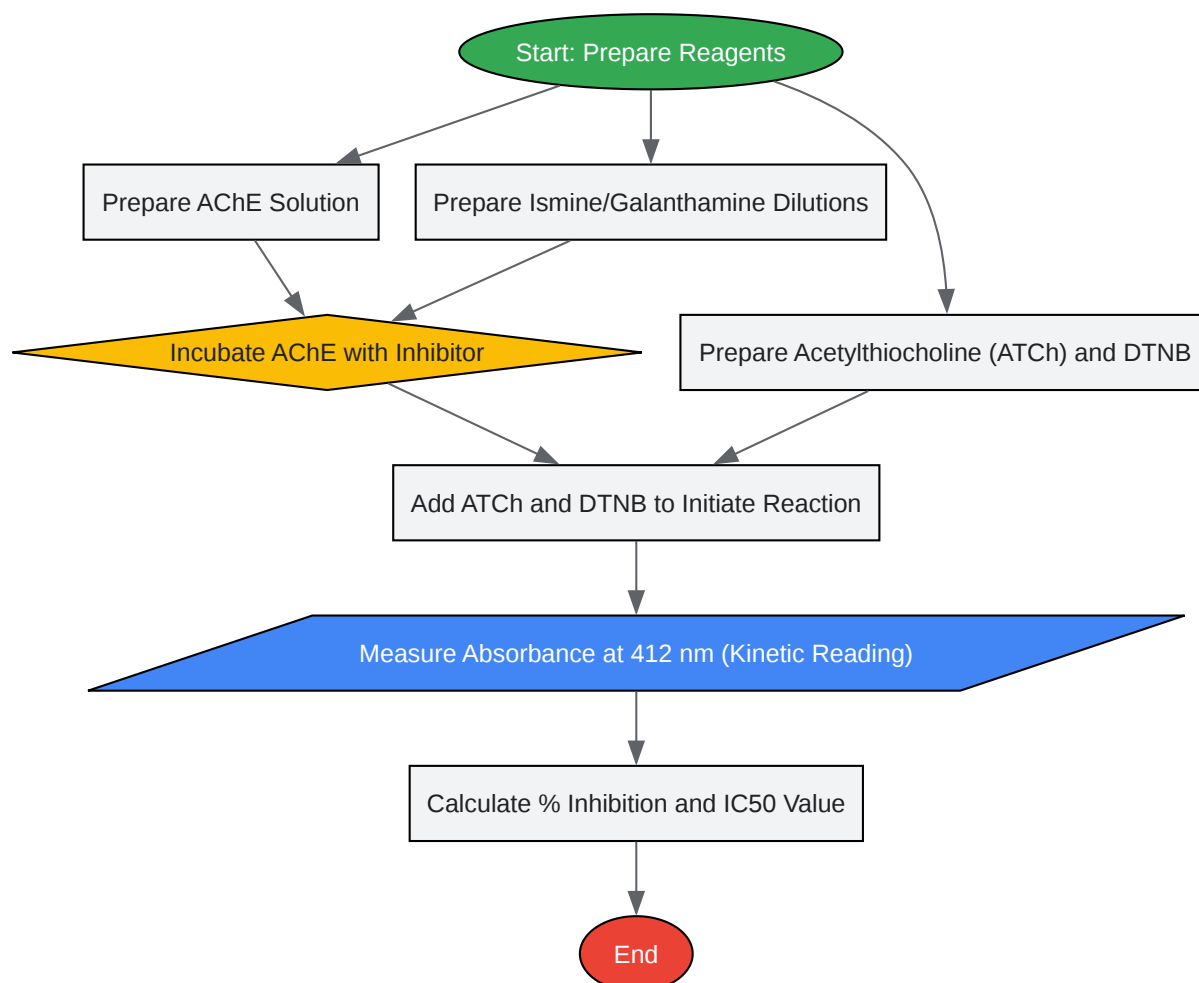 Start: Prepare Reagents
Prepare AChE Solution
Prepare Ismine/Galanthamine Dilutions
Incubate AChE with Inhibitor
Prepare Acetylthiocholine (ATCh) and DTNB
Add ATCh and DTNB to Initiate Reaction
Measure Absorbance at 412 nm (Kinetic Reading)
Calculate % Inhibition and IC50 Value
End